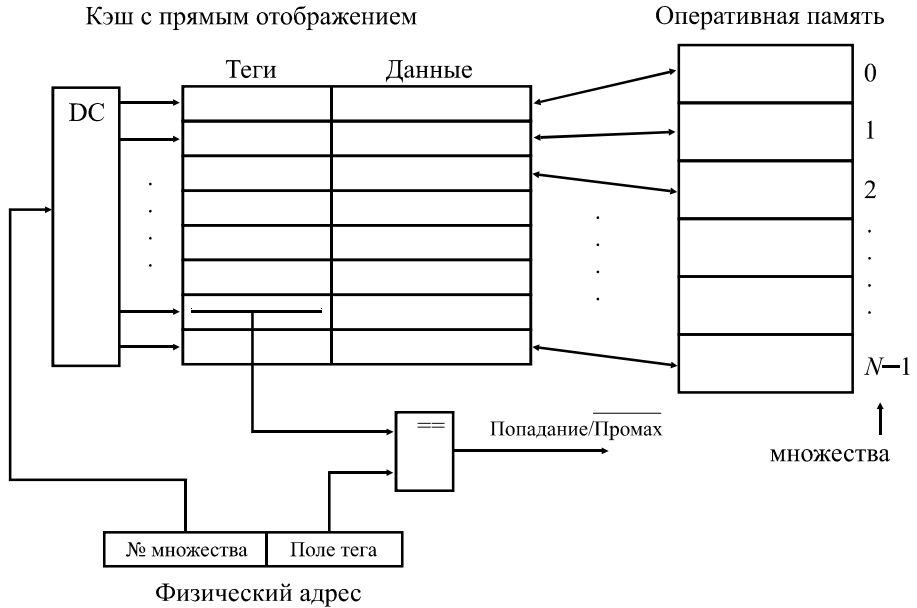 Кэш с прямым отображением
Оперативная память
Теги
Данные
DC
0
1
2
N–1
==
Попадание/Промах
множества
№ множества
Поле тега
Физический адрес